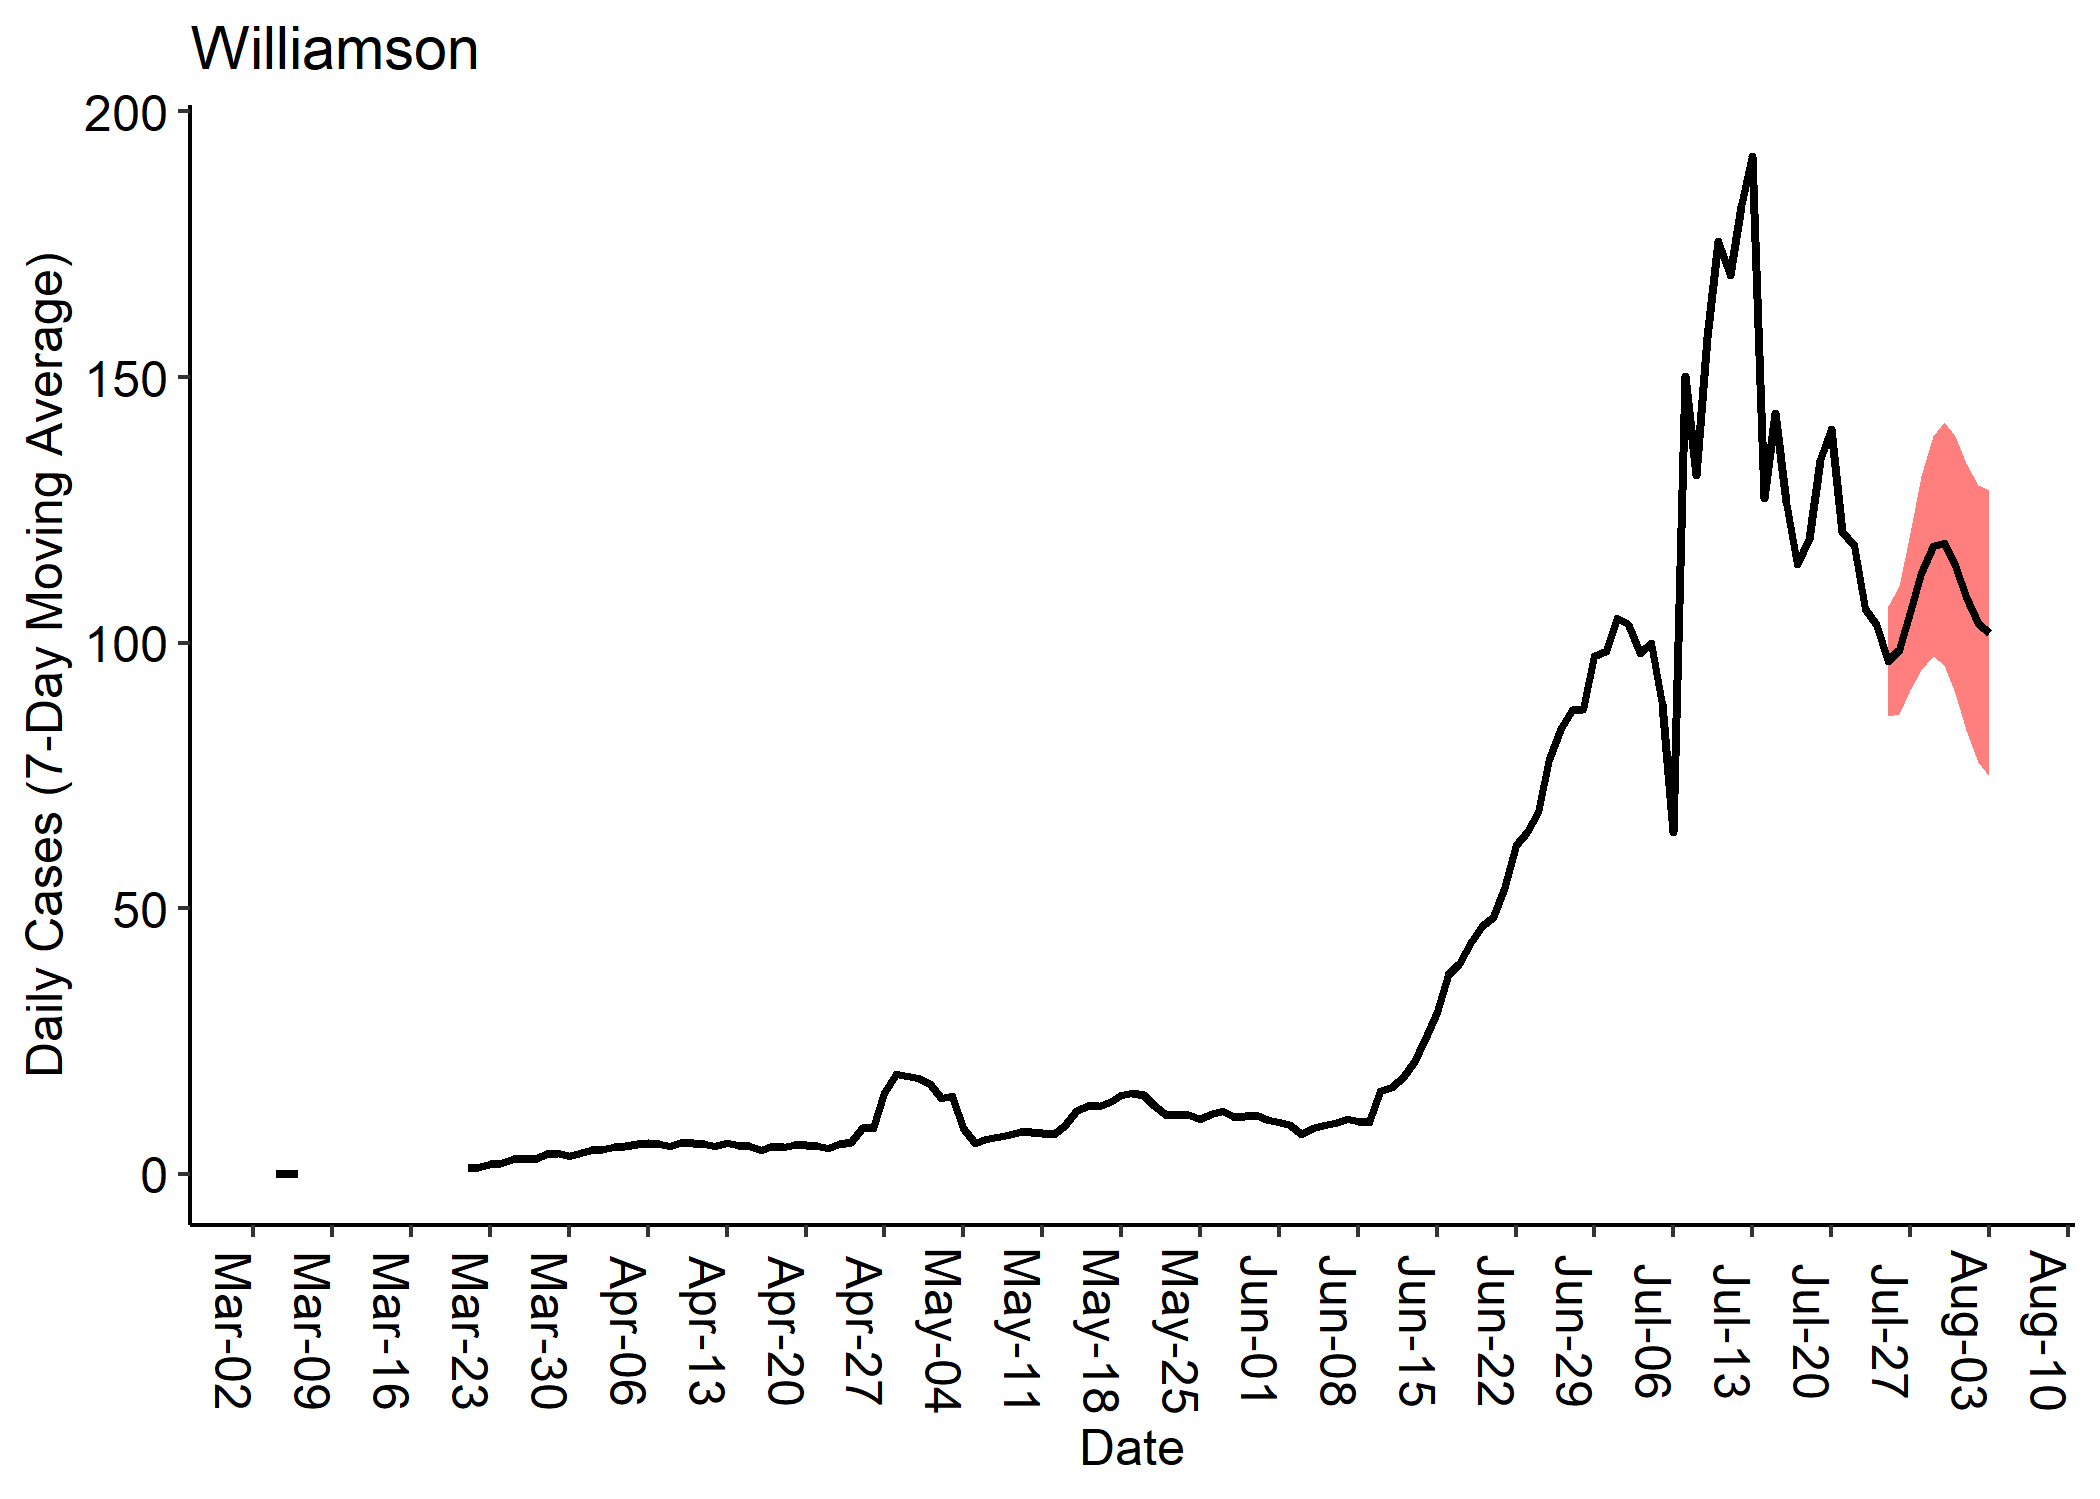 Williamson
Daily Cases (7-Day Moving Average)
200
150
100
50
0
Mar-02
Mar-09
Mar-16
Mar-23
Mar-30
Apr-06
Apr-13
Apr-20
Apr-27
May-04
May-11
May-18
May-25
Jun-01
Jun-08
Jun-15
Jun-22
Jun-29
Jul-06
Jul-13
Jul-20
Jul-27
Aug-03
Aug-10
Date